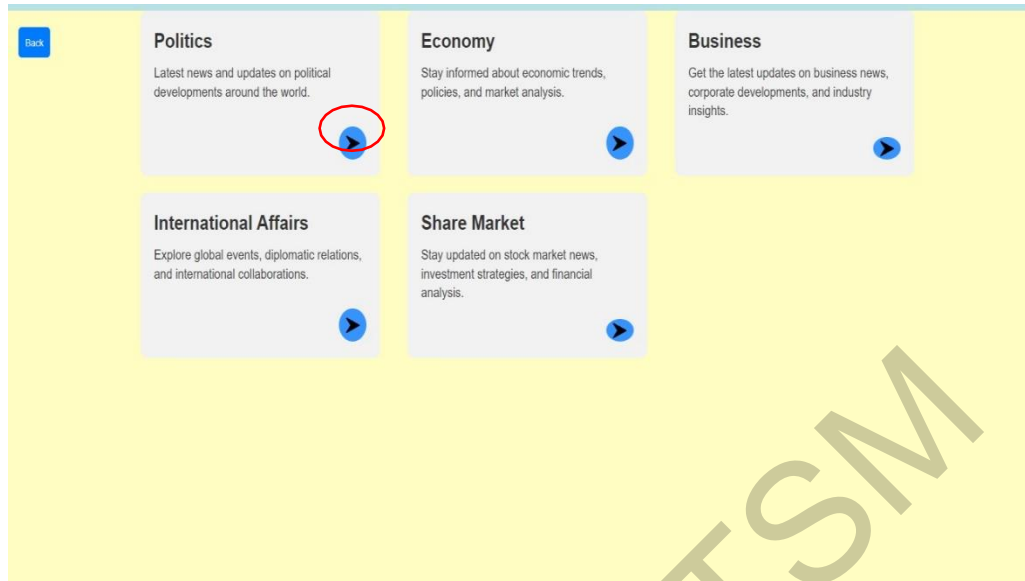 Back
Politics
Latest news and updates on political
developments around the world.
Economy
Stay informed about economic trends,
policies, and market analysis.
Business
Get the latest updates on business news,
corporate developments, and industry
insights.
International Affairs
Explore global events, diplomatic relations,
and international collaborations.
Share Market
Stay updated on stock market news,
investment strategies, and financial
analysis.
TSM